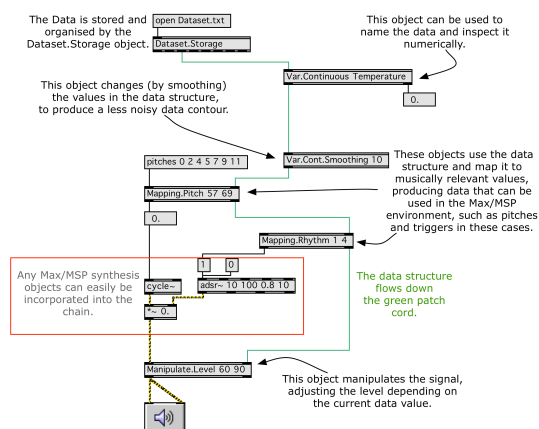 The Data is stored and
organised by the
Dataset.Storage object.
open Dataset.txt
Dataset.Storage
This object can be used to
name the data and inspect it
numerically.
Var.Continuous Temperature
0.
This object changes (by smoothing)
the values in the data structure,
to produce a less noisy data contour.
pitches 0 2 4 5 7 9 11
Var.Cont.Smoothing 10
These objects use the data
structure and map it to
musically relevant values,
producing data that can be
used in the Max/MSP
environment, such as pitches
and triggers in these cases.
Mapping.Pitch 57 69
0.
Mapping.Rhythm 1 4
Any Max/MSP synthesis
objects can easily be
incorporated into the
chain.
1
0
cycle~
adsr~ 10 100 0.8 10
*~ 0.
The data structure
flows down
the green patch
cord.
Manipulate.Level 60 90
This object manipulates the signal,
adjusting the level depending on
the current data value.